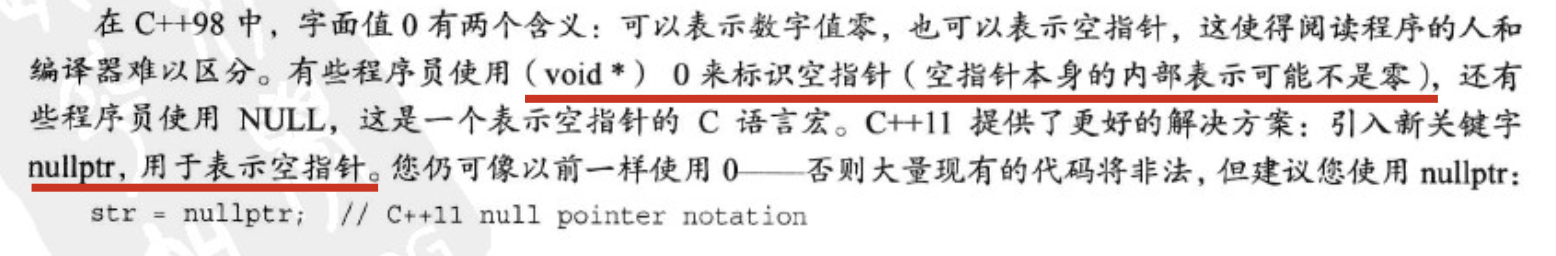 在 C++98 中，字面值 0 有两个含义：可以表示数字值零，也可以表示空指针，这使得阅读程序的人和
编译器难以区分。有些程序员使用（void *） 0 来标识空指针（空指针本身的内部表示可能不是零），还有
些程序员使用 NULL，这是一个表示空指针的 C 语言宏。C++11 提供了更好的解决方案：引入新关键字
nullptr，用于表示空指针。您仍可像以前一样使用 0——否则大量现有的代码将非法，但建议您使用 nullptr：
str = nullptr;  // C++11 null pointer notation